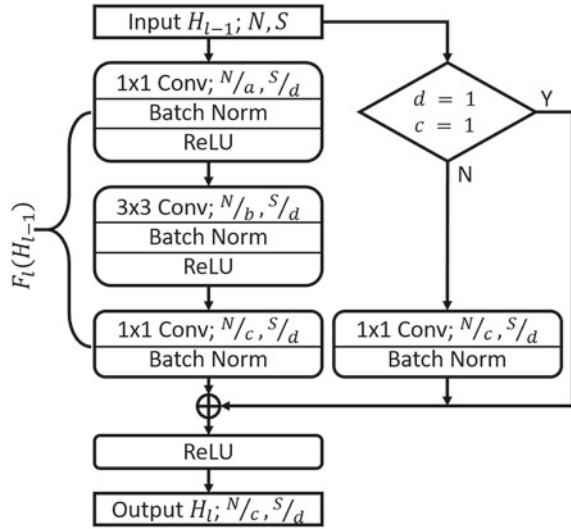 Input H_{l-1}; N, S
1x1 Conv; N/a, S/d
Batch Norm
ReLU
d = 1
c = 1
Y
N
3x3 Conv; N/b, S/d
Batch Norm
ReLU
F_l(H_{l-1})
1x1 Conv; N/c, S/d
Batch Norm
1x1 Conv; N/c, S/d
Batch Norm
ReLU
Output H_l; N/c, S/d